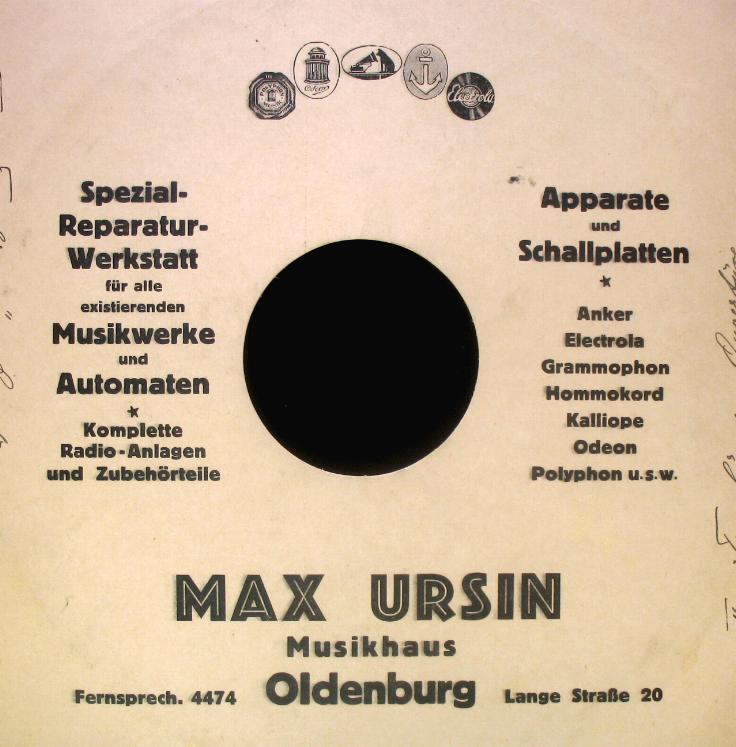 Odeon
Electrola
Spezial-
Reparatur-
Werkstatt
für alle
existierenden
Musikwerke
und
Automaten
Komplette
Radio-Anlagen
und Zubehörteile
Apparate
und
Schallplatten
Anker
Electrola
Grammophon
Hommokord
Kalliope
Odeon
Polyphon u.s.w.
MAX URSIN
Musikhaus
Fernsprech. 4474 Oldenburg Lange Straße 20